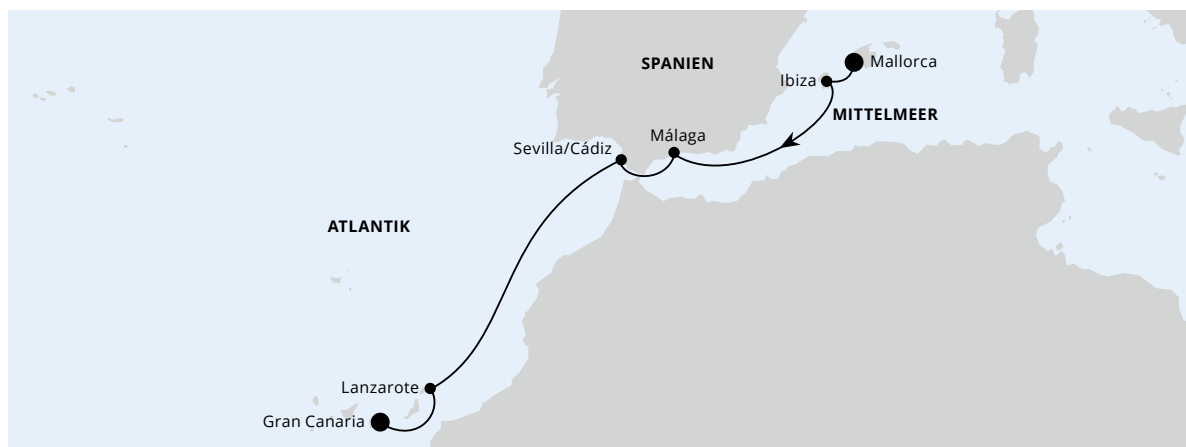 SPANIEN
Mallorca
Ibiza
MITTELMEER
Málaga
Sevilla/Cádiz
ATLANTIK
Lanzarote
Gran Canaria